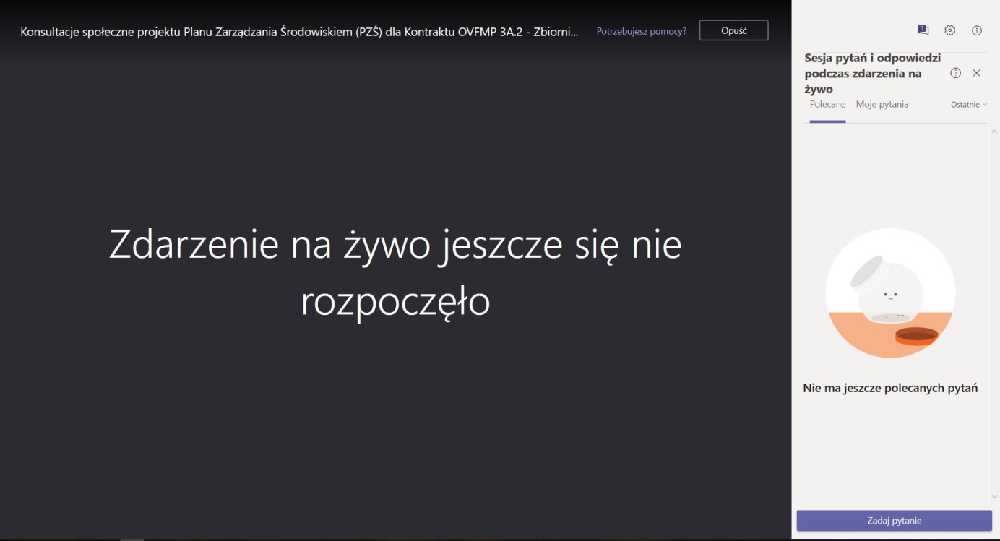 Konsultacje społeczne projektu Planu Zarządzania Środowiskiem (PZŚ) dla Kontraktu OVFMP 3A.2 - Zbiorni...
Potrzebujesz pomocy?
Opuść
Zdarzenie na żywo jeszcze się nie
rozpoczęło
Sesja pytań i odpowiedzi
podczas zdarzenia na
żywo
Polecane
Moje pytania
Ostatnie
Nie ma jeszcze polecanych pytań
Zadaj pytanie